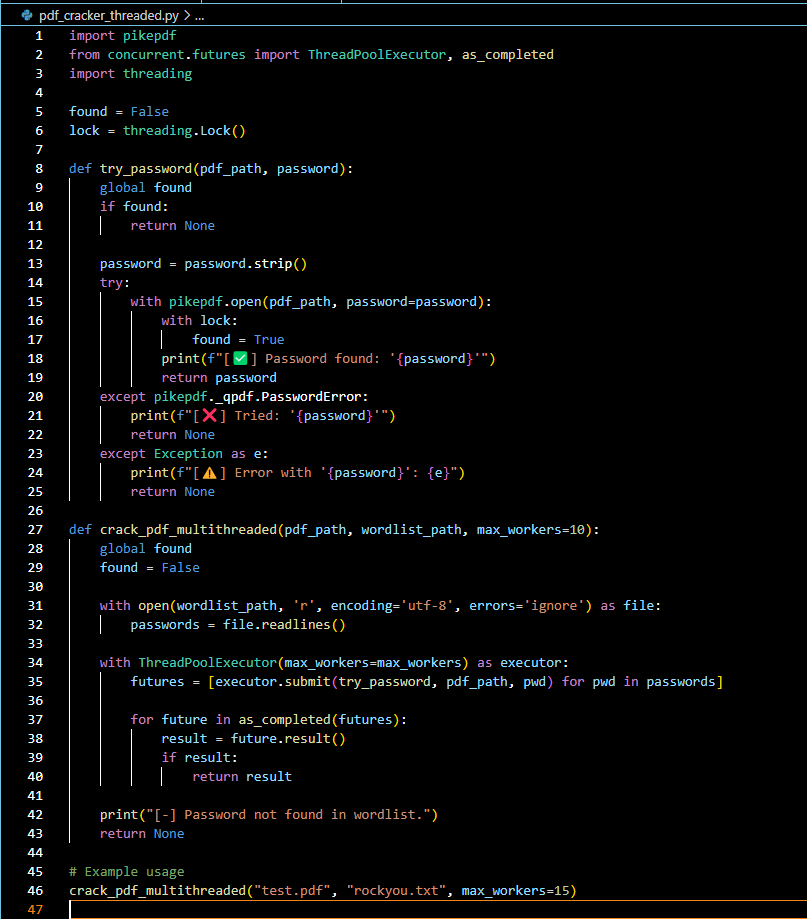 pdf_cracker_threaded.py > ...
1 import pikepdf
2 from concurrent.futures import ThreadPoolExecutor, as_completed
3 import threading
4
5 found = False
6 lock = threading.Lock()
7
8 def try_password(pdf_path, password):
9     global found
10     if found:
11         return None
12
13     password = password.strip()
14     try:
15         with pikepdf.open(pdf_path, password=password):
16             with lock:
17                 found = True
18             print(f"[✅] Password found: '{password}'")
19             return password
20     except pikepdf._qpdf.PasswordError:
21         print(f"[❌] Tried: '{password}'")
22         return None
23     except Exception as e:
24         print(f"[⚠️] Error with '{password}': {e}")
25         return None
26
27 def crack_pdf_multithreaded(pdf_path, wordlist_path, max_workers=10):
28     global found
29     found = False
30
31     with open(wordlist_path, 'r', encoding='utf-8', errors='ignore') as file:
32         passwords = file.readlines()
33
34     with ThreadPoolExecutor(max_workers=max_workers) as executor:
35         futures = [executor.submit(try_password, pdf_path, pwd) for pwd in passwords]
36
37         for future in as_completed(futures):
38             result = future.result()
39             if result:
40                 return result
41
42     print("[-] Password not found in wordlist.")
43     return None
44
45 # Example usage
46 crack_pdf_multithreaded("test.pdf", "rockyou.txt", max_workers=15)
47